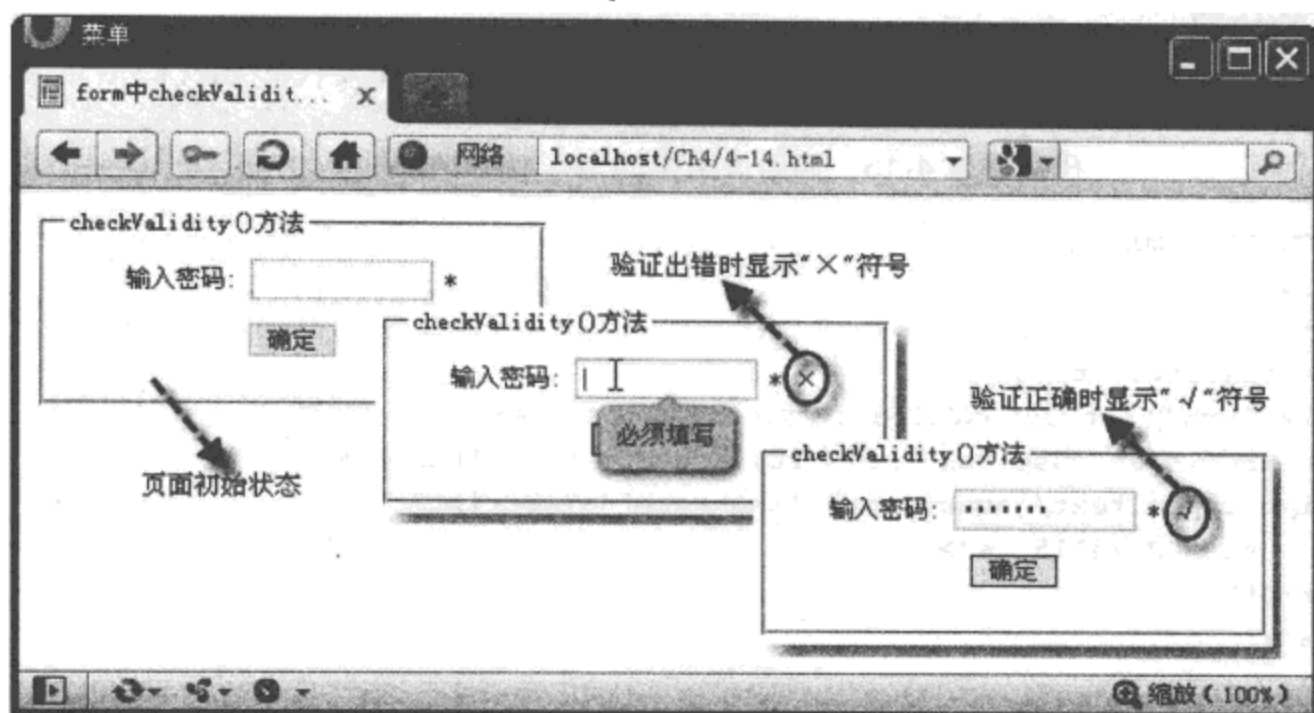 菜单
form中checkValidit... x
网络 localhost/Ch4/4-14.html
checkValidity()方法
输入密码: *
确定
页面初始状态
验证出错时显示“×“符号
checkValidity()方法
输入密码: *×
必须填写
验证正确时显示“√“符号
checkValidity()方法
输入密码: ••••••• *√
确定
缩放(100%)